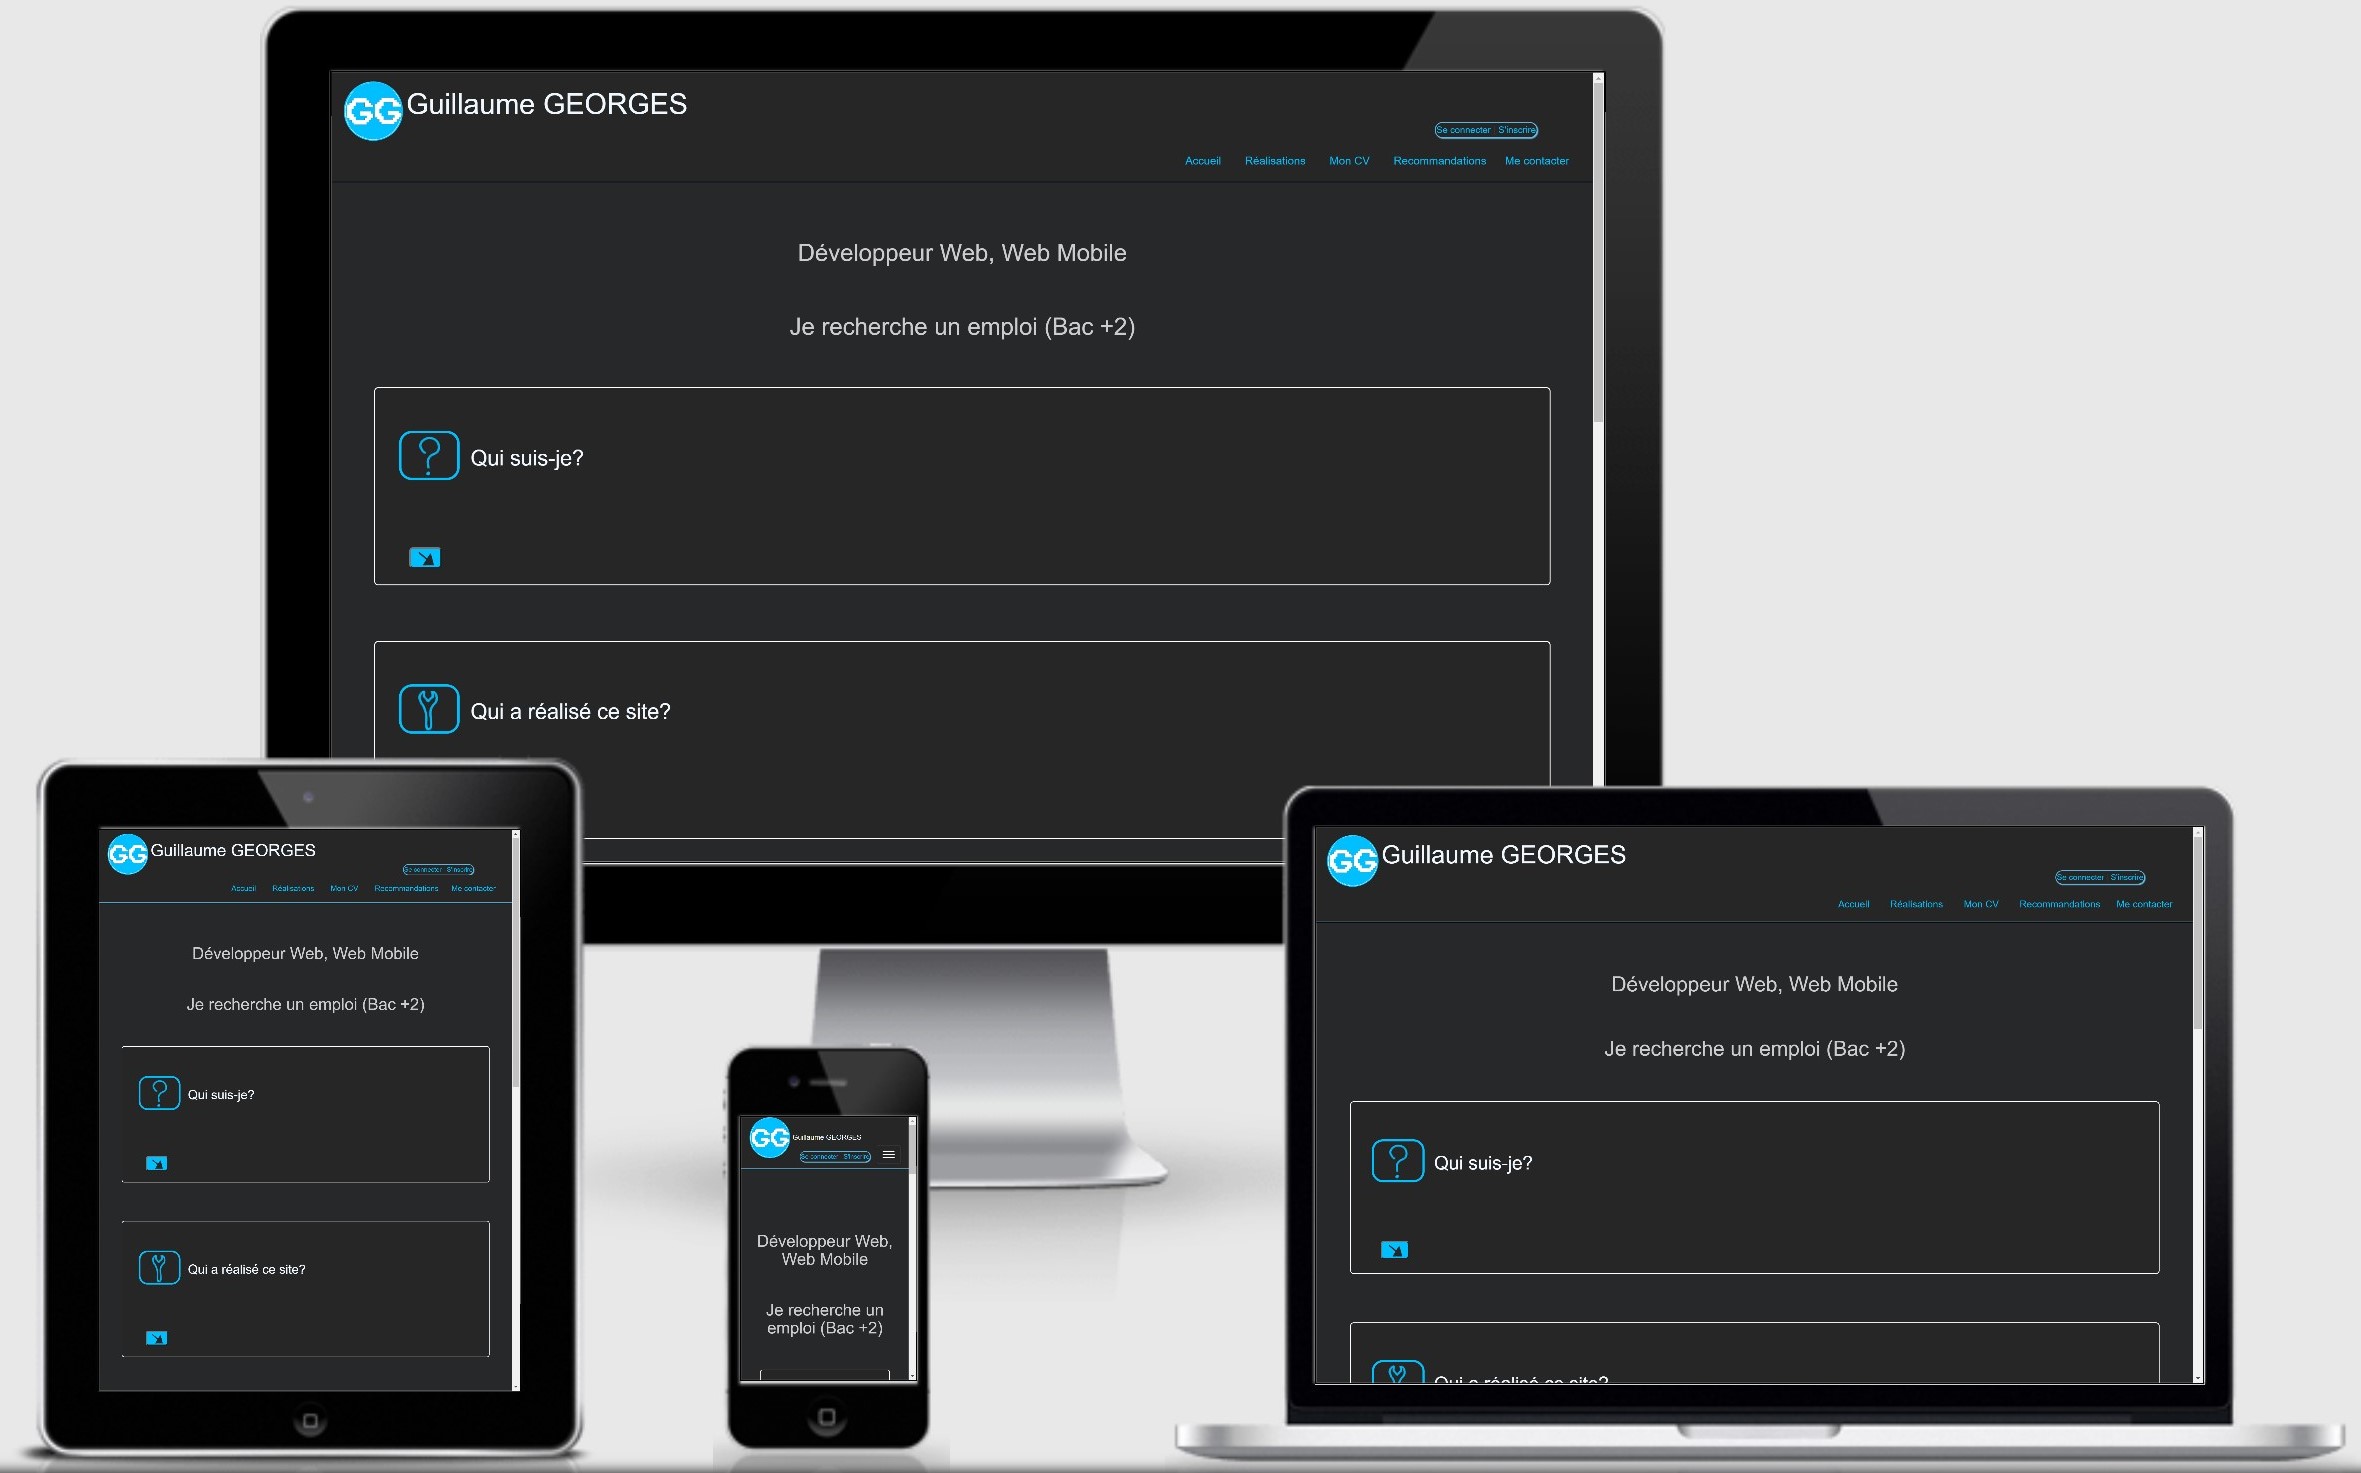 GG Guillaume GEORGES
Se connecter S'inscrire
Accueil Réalisations Mon CV Recommandations Me contacter
Développeur Web, Web Mobile
Je recherche un emploi (Bac +2)
? Qui suis-je?
Qui a réalisé ce site?
GG Guillaume GEORGES
Se connecter S'inscrire
Accueil Réalisations Mon CV Recommandations Me contacter
Développeur Web, Web Mobile
Je recherche un emploi (Bac +2)
? Qui suis-je?
Qui a réalisé ce site?
GG Guillaume GEORGES
Se connecter S'inscrire
Développeur Web,
Web Mobile
Je recherche un
emploi (Bac +2)
GG Guillaume GEORGES
Se connecter S'inscrire
Accueil Réalisations Mon CV Recommandations Me contacter
Développeur Web, Web Mobile
Je recherche un emploi (Bac +2)
? Qui suis-je?
Qui a réalisé ce site?